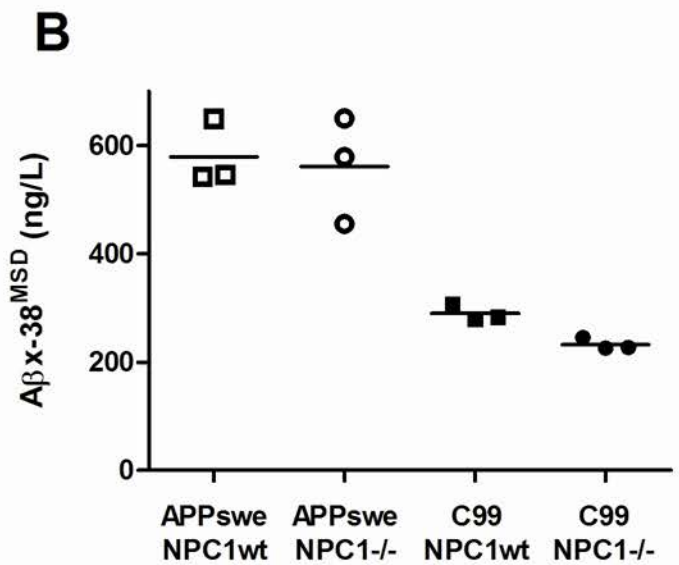 B
Aβx-38MSD (ng/L)
600
400
200
0
APPswe APPswe C99 C99
NPC1wt NPC1-/- NPC1wt NPC1-/-